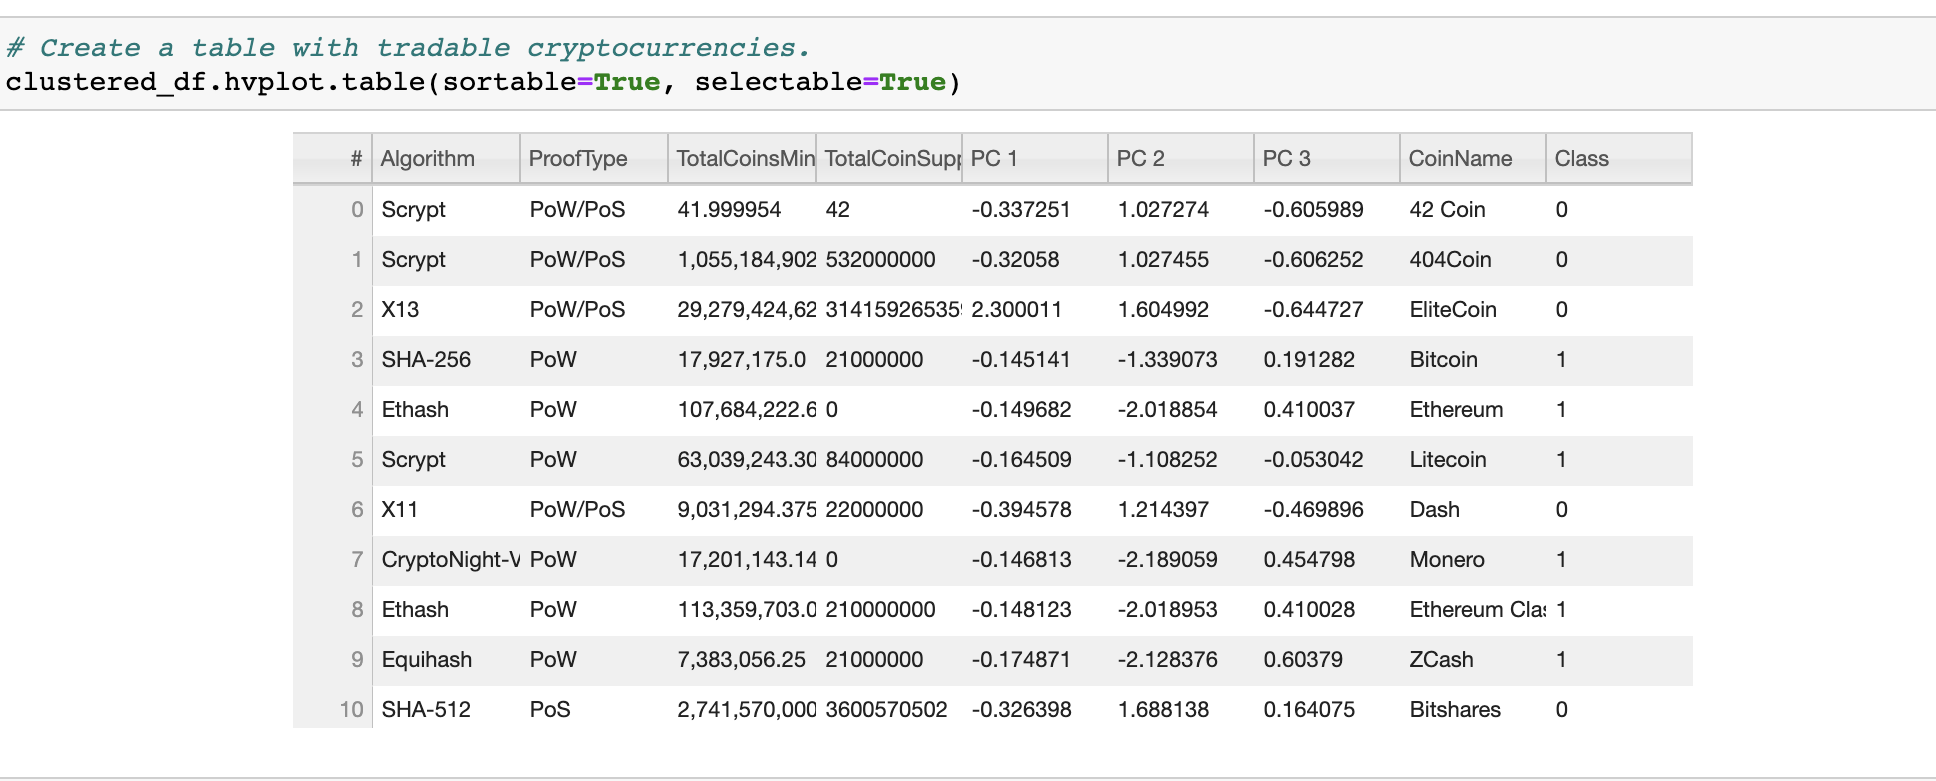 # Create a table with tradable cryptocurrencies.
clustered_df.hvplot.table(sortable=True, selectable=True)
# Algorithm ProofType TotalCoinsMin TotalCoinSupp PC 1 PC 2 PC 3 CoinName Class
0 Scrypt PoW/PoS 41.999954 42 -0.337251 1.027274 -0.605989 42 Coin 0
1 Scrypt PoW/PoS 1,055,184,902 532000000 -0.32058 1.027455 -0.606252 404Coin 0
2 X13 PoW/PoS 29,279,424,62 314159265359 2.300011 1.604992 -0.644727 EliteCoin 0
3 SHA-256 PoW 17,927,175.0 21000000 -0.145141 -1.339073 0.191282 Bitcoin 1
4 Ethash PoW 107,684,222.6 0 -0.149682 -2.018854 0.410037 Ethereum 1
5 Scrypt PoW 63,039,243.30 84000000 -0.164509 -1.108252 -0.053042 Litecoin 1
6 X11 PoW/PoS 9,031,294.375 22000000 -0.394578 1.214397 -0.469896 Dash 0
7 CryptoNight-V PoW 17,201,143.14 0 -0.146813 -2.189059 0.454798 Monero 1
8 Ethash PoW 113,359,703.0 210000000 -0.148123 -2.018953 0.410028 Ethereum Clas 1
9 Equihash PoW 7,383,056.25 21000000 -0.174871 -2.128376 0.60379 ZCash 1
10 SHA-512 PoS 2,741,570,000 3600570502 -0.326398 1.688138 0.164075 Bitshares 0